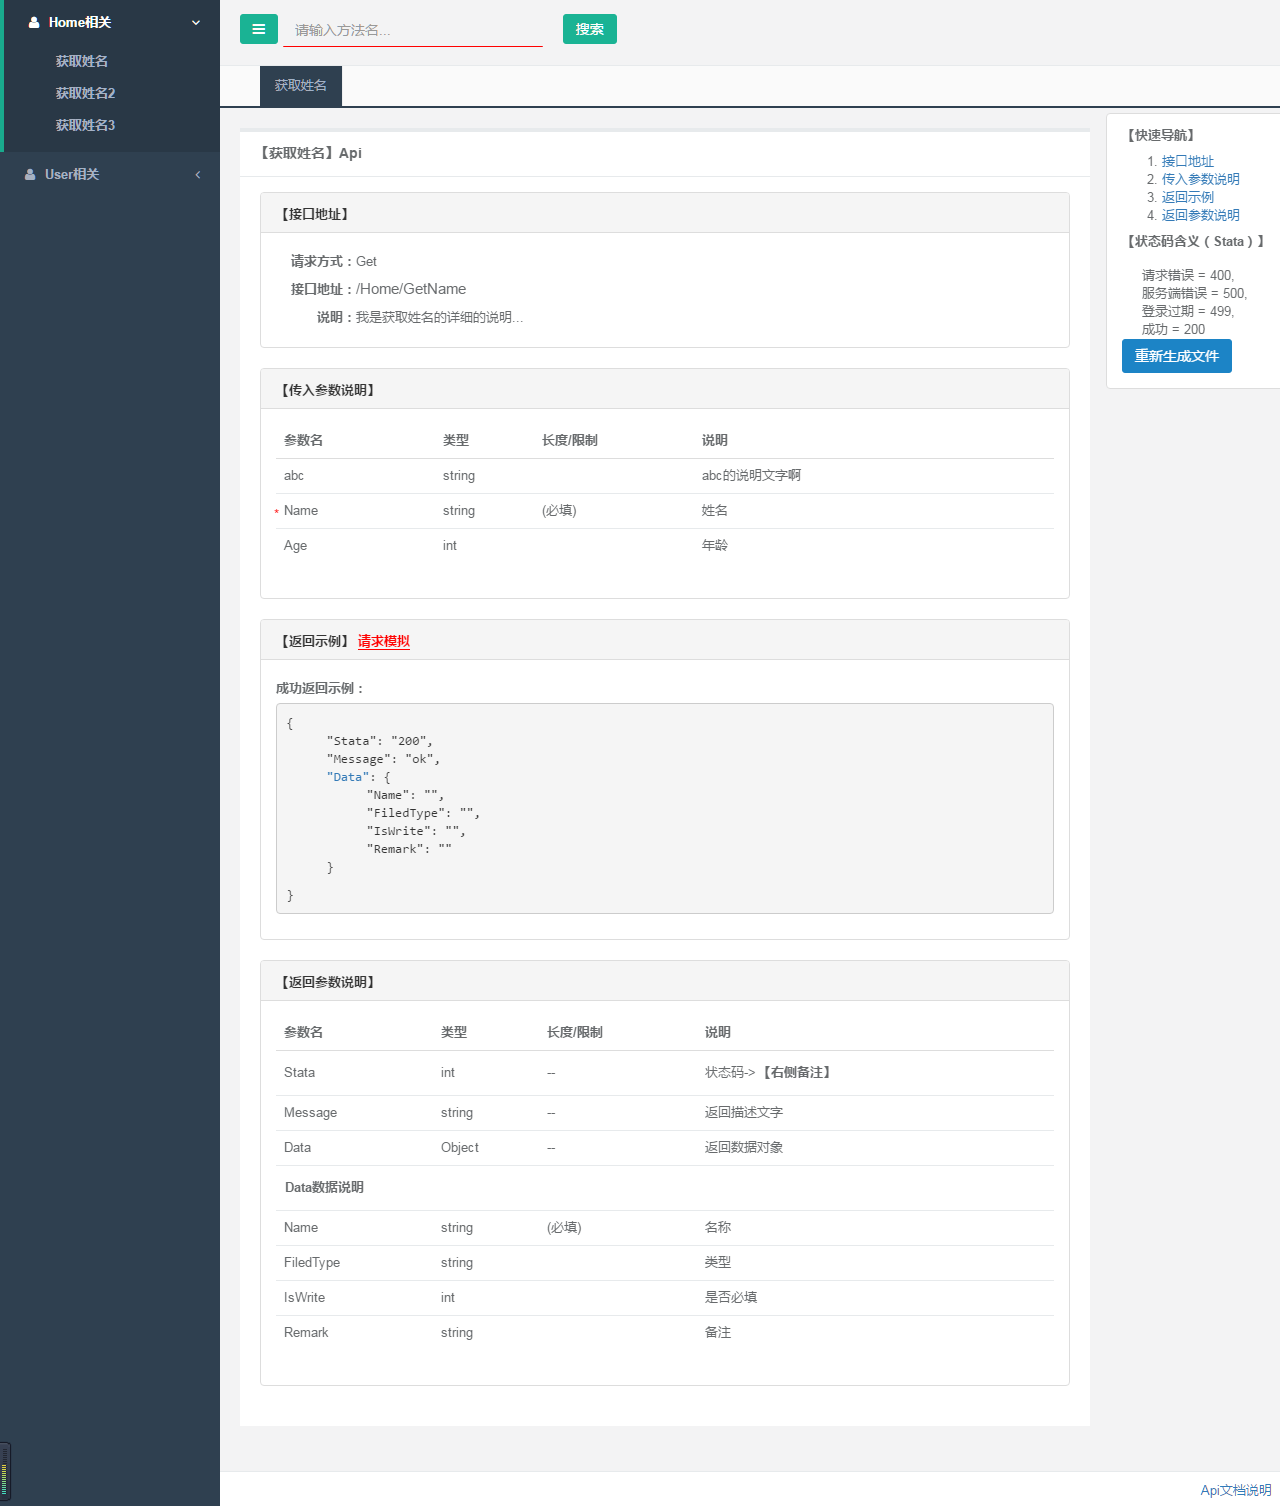 Home相关
获取姓名
获取姓名2
获取姓名3
User相关
请输入方法名...
搜索
获取姓名
【获取姓名】Api
【接口地址】
请求方式：Get
接口地址：/Home/GetName
说明：我是获取姓名的详细的说明...
【传入参数说明】
参数名 类型 长度/限制 说明
abc string abc的说明文字啊
* Name string (必填) 姓名
Age int 年龄
【返回示例】 请求模拟
成功返回示例：
{
"Stata": "200",
"Message": "ok",
"Data": {
"Name": "",
"FiledType": "",
"IsWrite": "",
"Remark": ""
}
}
【返回参数说明】
参数名 类型 长度/限制 说明
Stata int -- 状态码->【右侧备注】
Message string -- 返回描述文字
Data Object -- 返回数据对象
Data数据说明
Name string (必填) 名称
FiledType string 类型
IsWrite int 是否必填
Remark string 备注
【快速导航】
1. 接口地址
2. 传入参数说明
3. 返回示例
4. 返回参数说明
【状态码含义（Stata）】
请求错误 = 400,
服务端错误 = 500,
登录过期 = 499,
成功 = 200
重新生成文件
Api文档说明